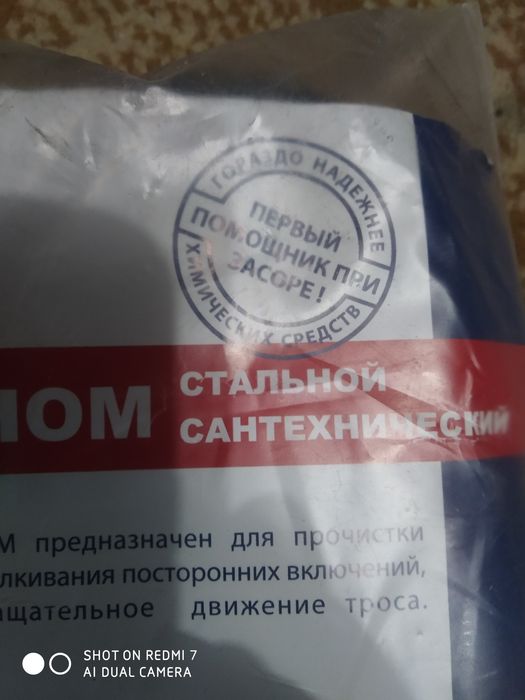 ГОРАЗДО НАДЕЖНЕЕ
ПЕРВЫЙ
ПОМОЩНИК ПРИ
ЗАСОРЕ!
ХИМИЧЕСКИХ СРЕДСТВ
ЛОМ СТАЛЬНОЙ
САНТЕХНИЧЕСКИЙ
М предназначен для прочистки
лкивания посторонних включений,
ащательное движение троса.
SHOT ON REDMI 7
AI DUAL CAMERA